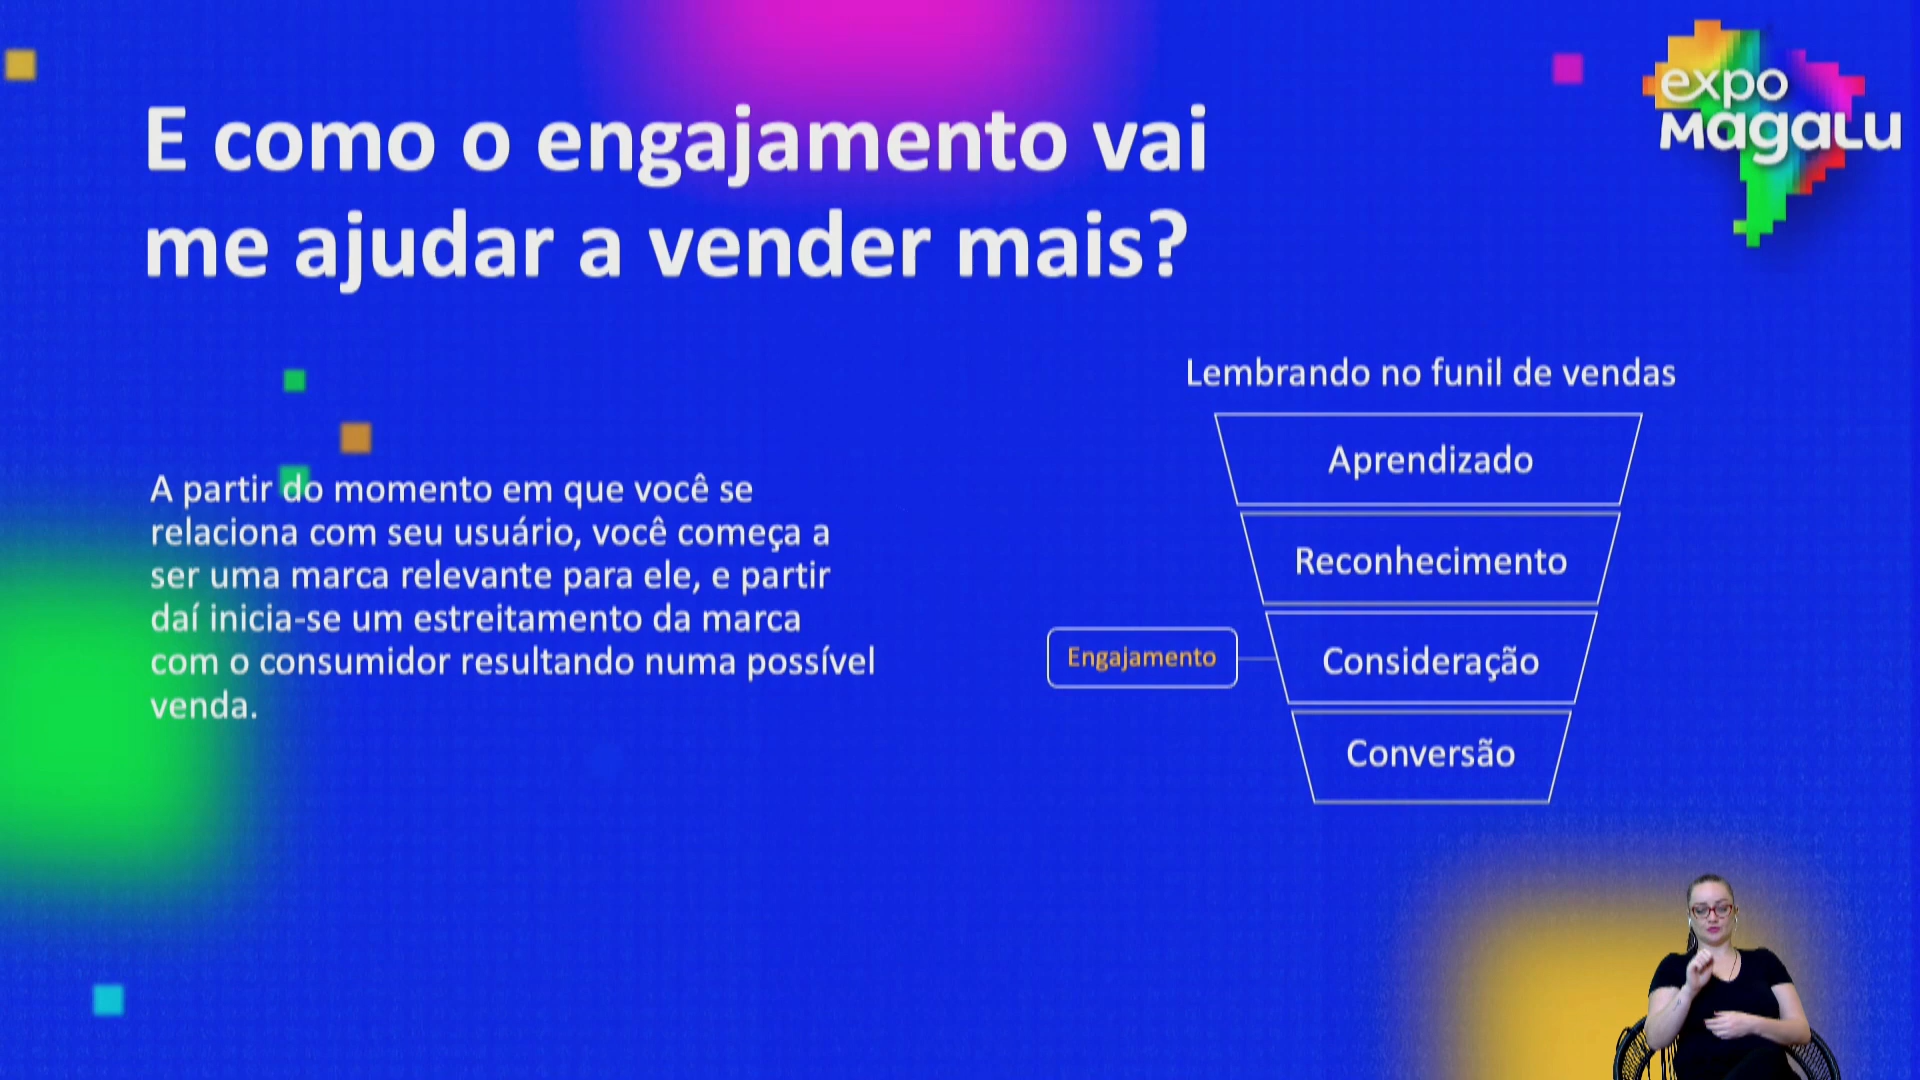 expo
Magalu
E como o engajamento vai
me ajudar a vender mais?
A partir do momento em que você se
relaciona com seu usuário, você começa a
ser uma marca relevante para ele, e partir
daí inicia-se um estreitamento da marca
com o consumidor resultando numa possível
venda.
Lembrando no funil de vendas
Aprendizado
Reconhecimento
Engajamento
Consideração
Conversão